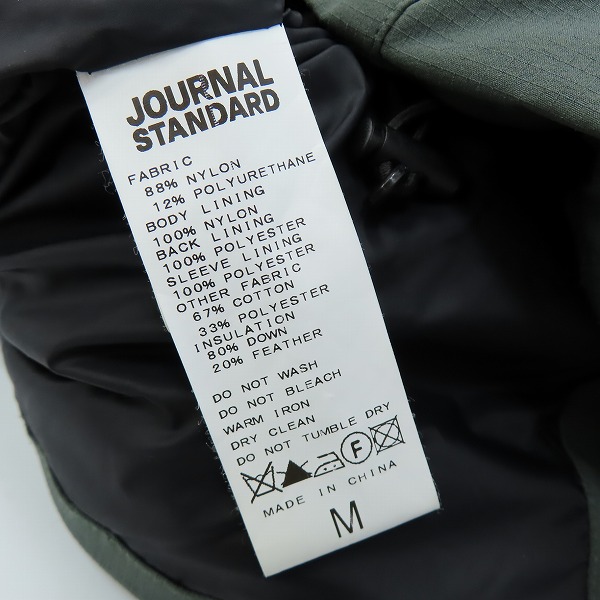 JOURNAL
STANDARD
FABRIC
88% NYLON
12% POLYURETHANE
BODY LINING
100% NYLON
BACK LINING
100% POLYESTER
SLEEVE LINING
100% POLYESTER
OTHER FABRIC
67% COTTON
33% POLYESTER
INSULATION
80% DOWN
20% FEATHER
DO NOT WASH
DO NOT BLEACH
WARM IRON
DRY CLEAN
DO NOT TUMBLE DRY
F
MADE IN CHINA
M